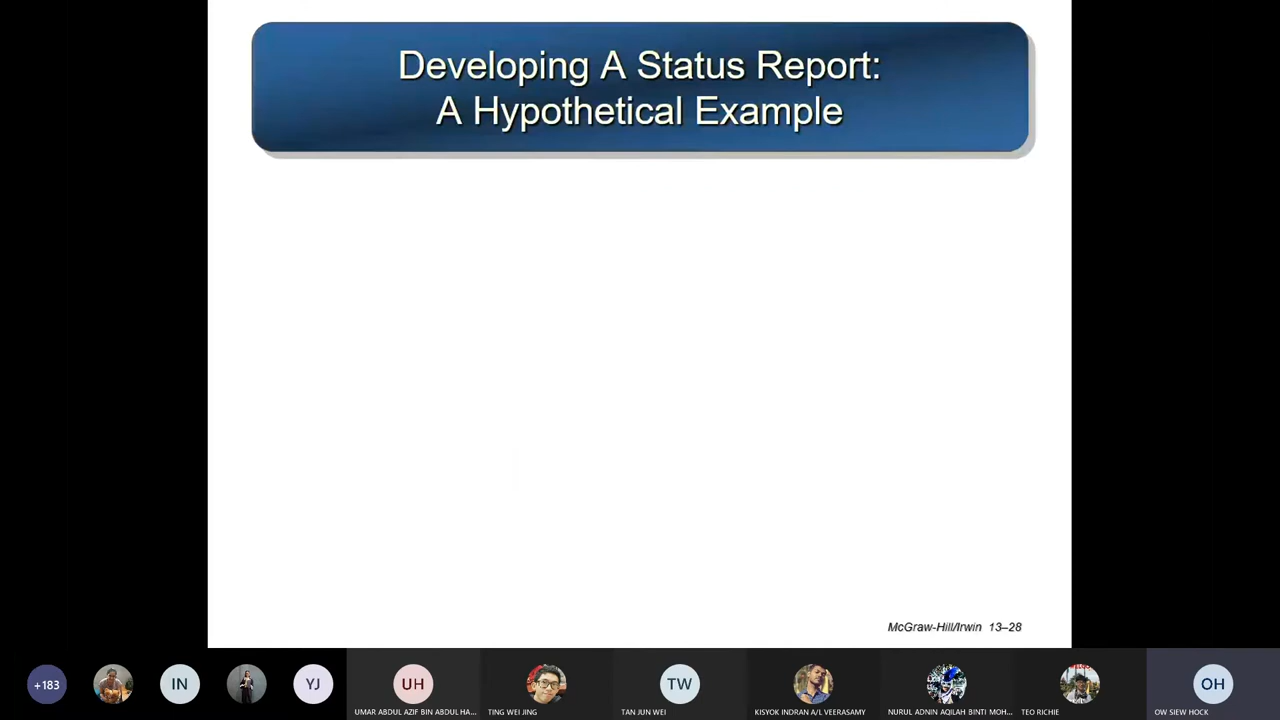 Developing A Status Report:
A Hypothetical Example
McGraw-Hill/Irwin 13–28
+183
IN
YJ
UH
TW
OH
UMAR ABDUL AZIF BIN ABDUL HA...
TING WEI JING
TAN JUN WEI
KISYOK INDRAN A/L VEERASAMY
NURUL ADNIN AQILAH BINTI MOH...
TEO RICHIE
OW SIEW HOCK